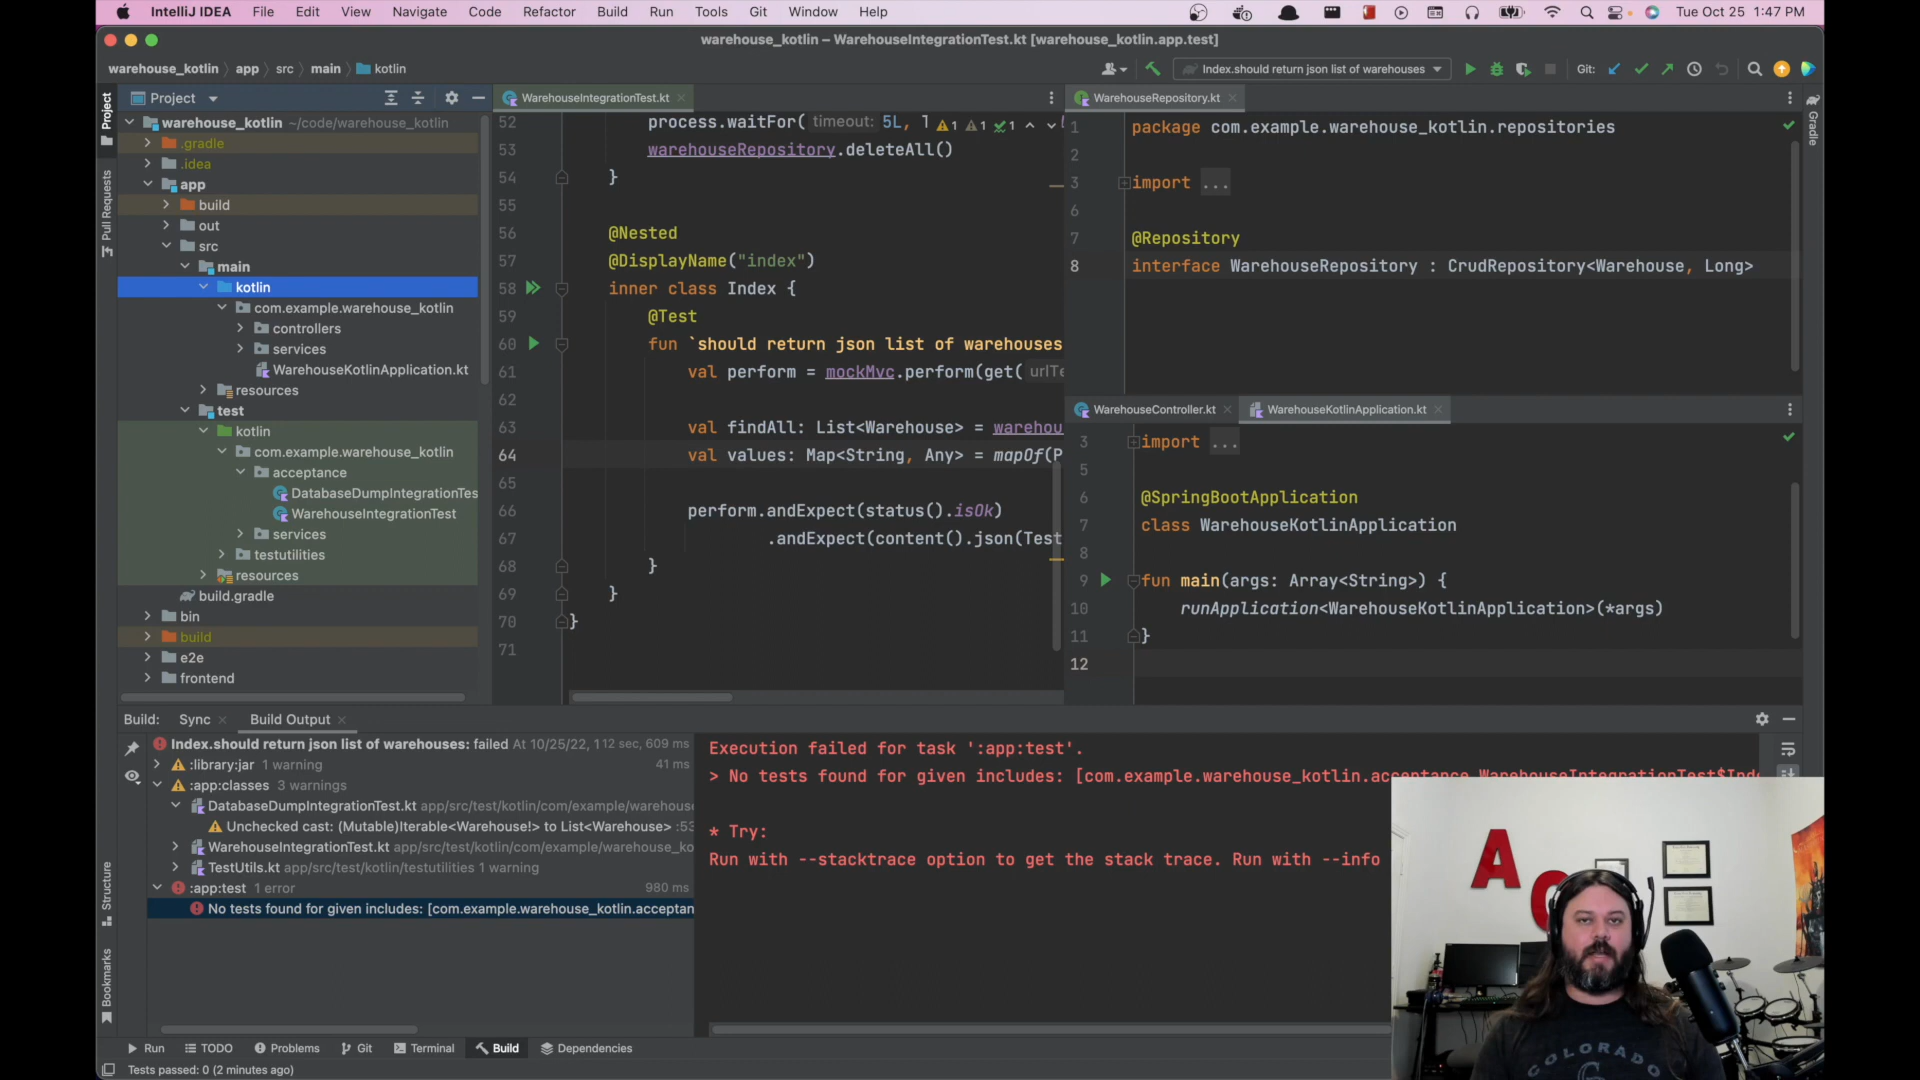 IntelliJ IDEA File Edit View Navigate Code Refactor Build Run Tools Git Window Help Tue Oct 25 1:47 PM
warehouse_kotlin – WarehouseIntegrationTest.kt [warehouse_kotlin.app.test]
warehouse_kotlin app src main kotlin
Index.should return json list of warehouses
Git:
Project
Pull Requests
Structure
Bookmarks
Project
warehouse_kotlin ~/code/warehouse_kotlin
.gradle
.idea
app
build
out
src
main
kotlin
com.example.warehouse_kotlin
controllers
services
WarehouseKotlinApplication.kt
resources
test
kotlin
com.example.warehouse_kotlin
acceptance
DatabaseDumpIntegrationTes
WarehouseIntegrationTest
services
testutilities
resources
build.gradle
bin
build
e2e
frontend
WarehouseIntegrationTest.kt
1 1 1
52 process.waitFor( timeout: 5L,
53 warehouseRepository.deleteAll()
54 }
55
56 @Nested
57 @DisplayName("index")
58 inner class Index {
59 @Test
60 fun `should return json list of warehouses
61 val perform = mockMvc.perform(get( urlTe
62
63 val findAll: List<Warehouse> = warehou
64 val values: Map<String, Any> = mapOf(P
65
66 perform.andExpect(status().isOk)
67 .andExpect(content().json(Test
68 }
69 }
70 }
71
WarehouseRepository.kt
1 package com.example.warehouse_kotlin.repositories
2
3 import ...
6
7 @Repository
8 interface WarehouseRepository : CrudRepository<Warehouse, Long>
WarehouseController.kt WarehouseKotlinApplication.kt
3 import ...
5
6 @SpringBootApplication
7 class WarehouseKotlinApplication
8
9 fun main(args: Array<String>) {
10 runApplication<WarehouseKotlinApplication>(*args)
11 }
12
Gradle
Build: Sync Build Output
Index.should return json list of warehouses: failed At 10/25/22, 1 12 sec, 609 ms
:library:jar 1 warning 41 ms
:app:classes 3 warnings
DatabaseDumpIntegrationTest.kt app/src/test/kotlin/com/example/warehouse
Unchecked cast: (Mutable)Iterable<Warehouse!> to List<Warehouse> :53
WarehouseIntegrationTest.kt app/src/test/kotlin/com/example/warehouse_ko
TestUtils.kt app/src/test/kotlin/testutilities 1 warning
:app:test 1 error 980 ms
No tests found for given includes: [com.example.warehouse_kotlin.acceptan
Execution failed for task ':app:test'.
> No tests found for given includes: [com.example.warehouse_kotlin.acceptance.WarehouseIntegrationTest$Inde
* Try:
Run with --stacktrace option to get the stack trace. Run with --info
A
COLORADO
Run TODO Problems Git Terminal Build Dependencies
Tests passed: 0 (2 minutes ago)